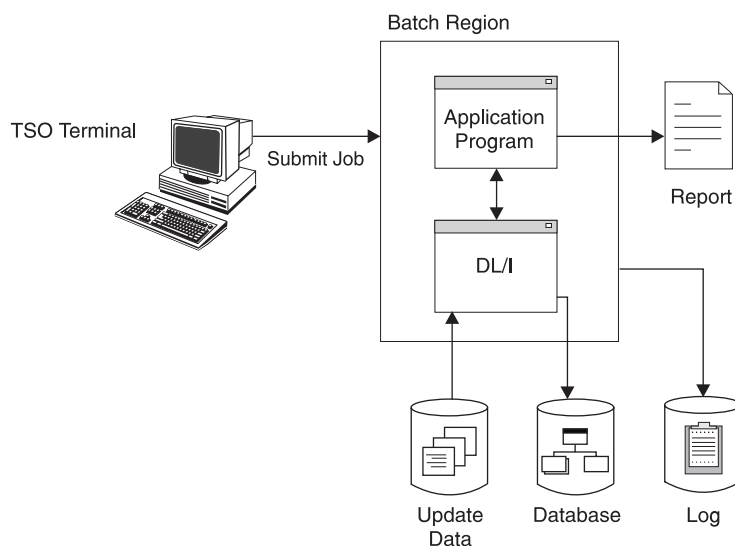 Batch Region
TSO Terminal
Submit Job
Application
Program
Report
DL/I
Update
Data
Database
Log